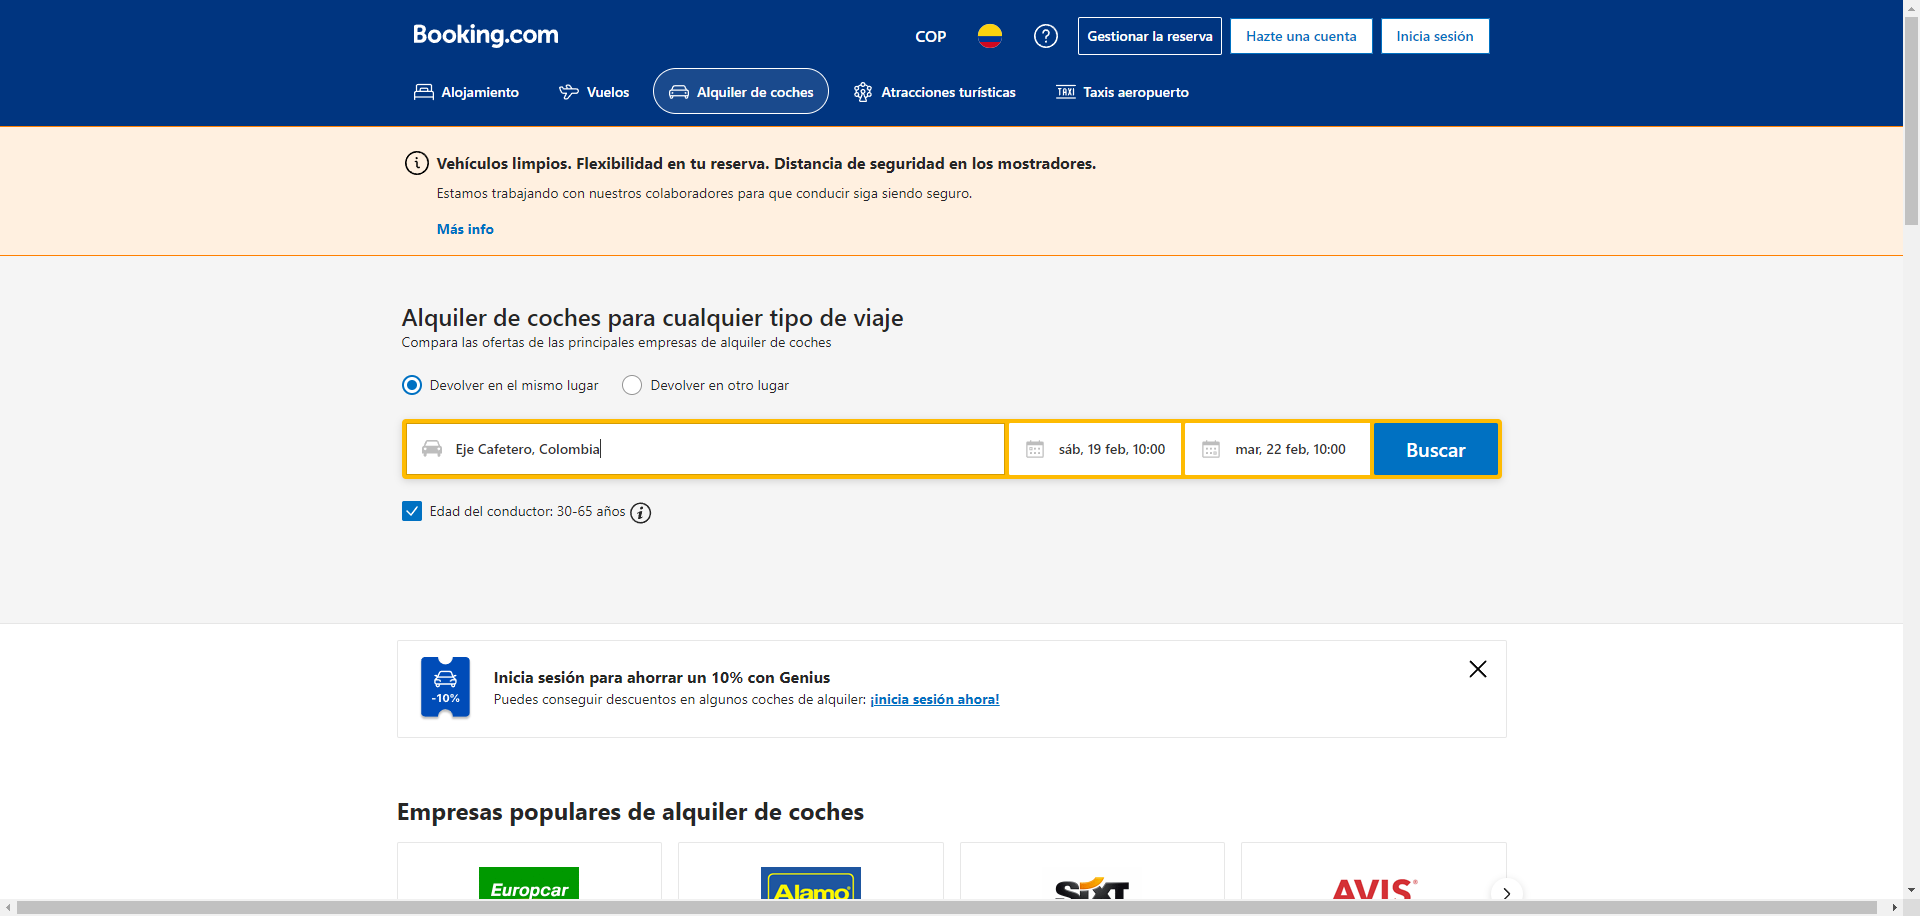 Booking.com
COP
Gestionar la reserva
Hazte una cuenta
Inicia sesión
Alojamiento
Vuelos
Alquiler de coches
Atracciones turísticas
TAXI
Taxis aeropuerto
Vehículos limpios. Flexibilidad en tu reserva. Distancia de seguridad en los mostradores.
Estamos trabajando con nuestros colaboradores para que conducir siga siendo seguro.
Más info
Alquiler de coches para cualquier tipo de viaje
Compara las ofertas de las principales empresas de alquiler de coches
Devolver en el mismo lugar
Devolver en otro lugar
Eje Cafetero, Colombia
sáb, 19 feb, 10:00
mar, 22 feb, 10:00
Buscar
Edad del conductor: 30-65 años
-10%
Inicia sesión para ahorrar un 10% con Genius
Puedes conseguir descuentos en algunos coches de alquiler: ¡inicia sesión ahora!
Empresas populares de alquiler de coches
Europcar
Alamo
SIXT
AVIS